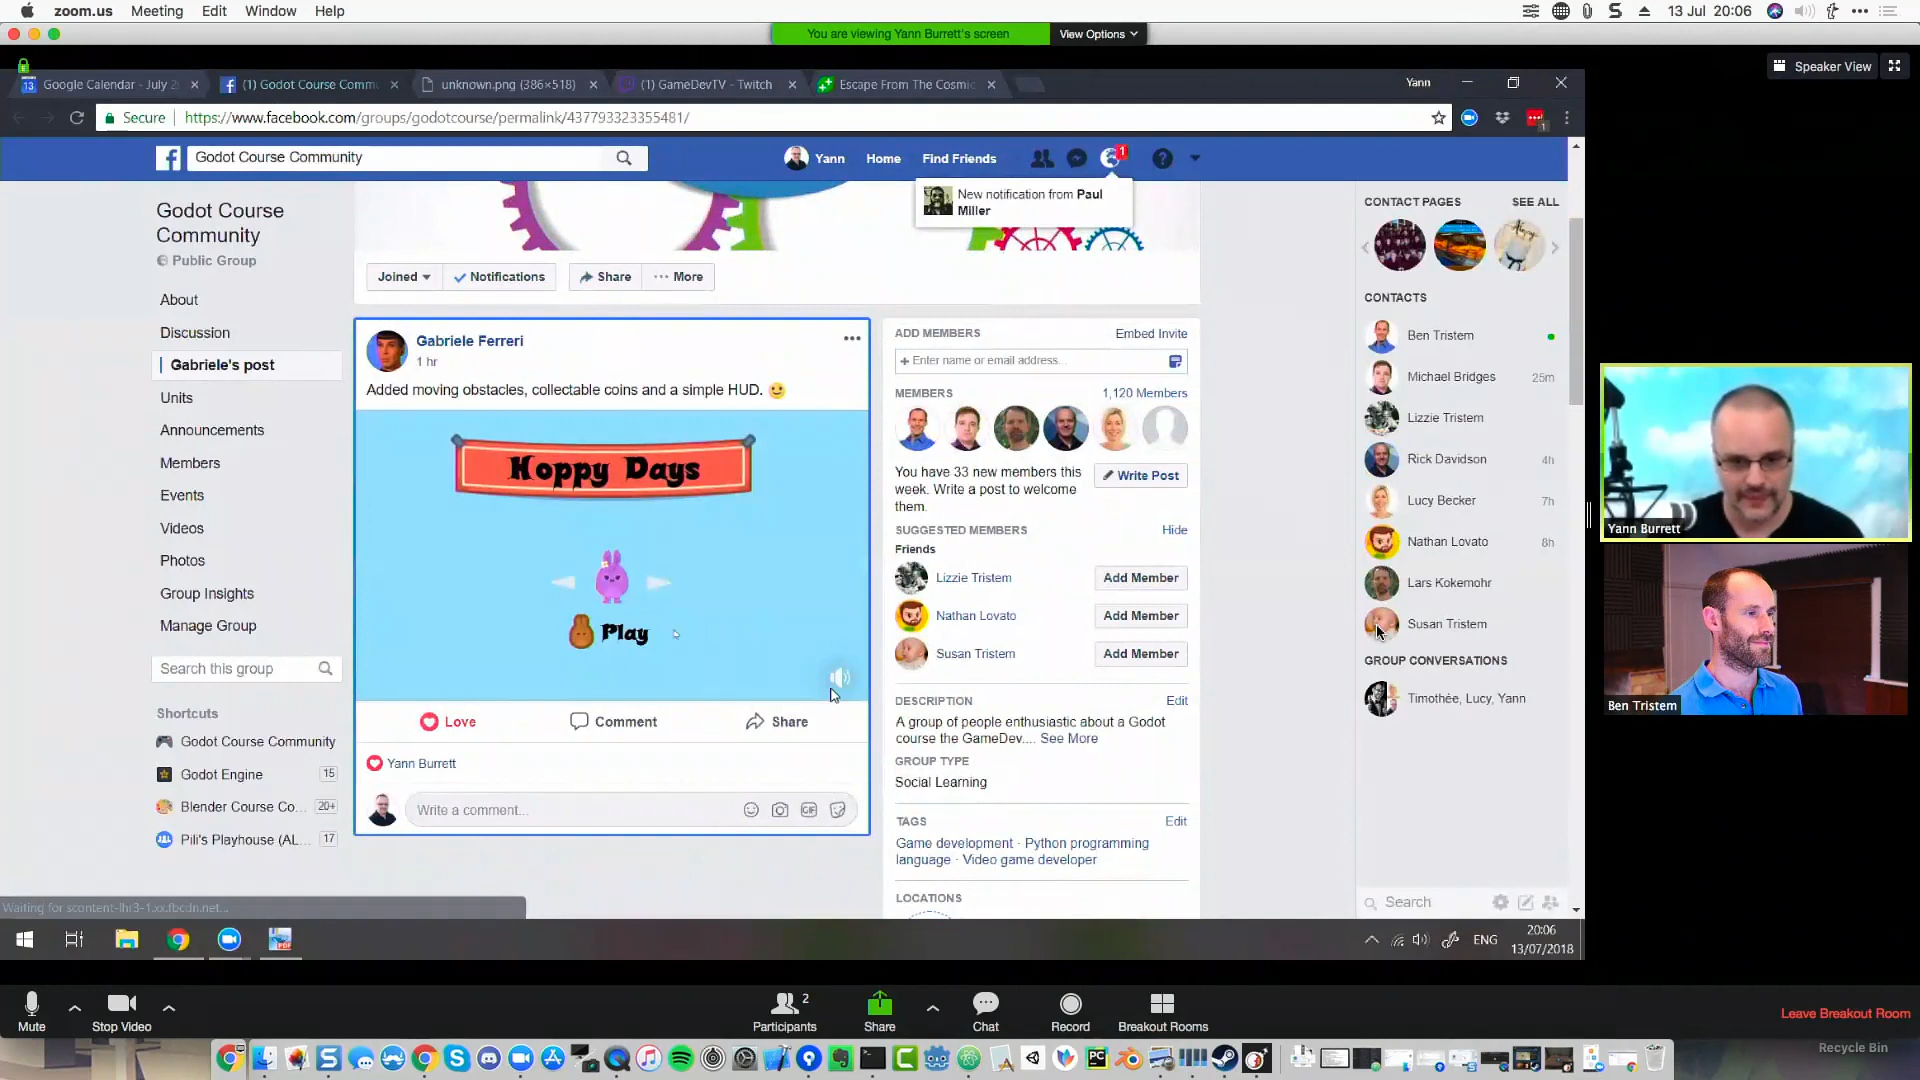 zoom.us Meeting Edit Window Help
13 Jul 20:06
You are viewing Yann Burrett's screen
View Options
Speaker View
13 Google Calendar - July 2
(1) Godot Course Comm
unknown.png (386×518)
(1) GameDevTV - Twitch
Escape From The Cosmic
Yann
Secure
https://www.facebook.com/groups/godotcourse/permalink/437793323355481/
1
Godot Course Community
Yann Home Find Friends
1
New notification from Paul
Miller
Godot Course
Community
Public Group
About
Discussion
Gabriele's post
Units
Announcements
Members
Events
Videos
Photos
Group Insights
Manage Group
Search this group
Shortcuts
Godot Course Community
Godot Engine 15
Blender Course Co... 20+
Pili's Playhouse (AL... 17
Joined Notifications Share More
Gabriele Ferreri
1 hr
Added moving obstacles, collectable coins and a simple HUD.
Hoppy Days
Play
Love Comment Share
Yann Burrett
Write a comment...
GIF
ADD MEMBERS Embed Invite
+ Enter name or email address...
MEMBERS 1,120 Members
You have 33 new members this
week. Write a post to welcome
them.
Write Post
SUGGESTED MEMBERS Hide
Friends
Lizzie Tristem Add Member
Nathan Lovato Add Member
Susan Tristem Add Member
DESCRIPTION Edit
A group of people enthusiastic about a Godot
course the GameDev.... See More
GROUP TYPE
Social Learning
TAGS Edit
Game development · Python programming
language · Video game developer
LOCATIONS
CONTACT PAGES SEE ALL
CONTACTS
Ben Tristem
Michael Bridges 25m
Lizzie Tristem
Rick Davidson 4h
Lucy Becker 7h
Nathan Lovato 8h
Lars Kokemohr
Susan Tristem
GROUP CONVERSATIONS
Timothée, Lucy, Yann
Search
Yann Burrett
Ben Tristem
Waiting for scontent-lhr3-1.xx.fbcdn.net...
ENG
20:06
13/07/2018
Mute
Stop Video
Participants 2
Share
Chat
Record
Breakout Rooms
Leave Breakout Room
Recycle Bin